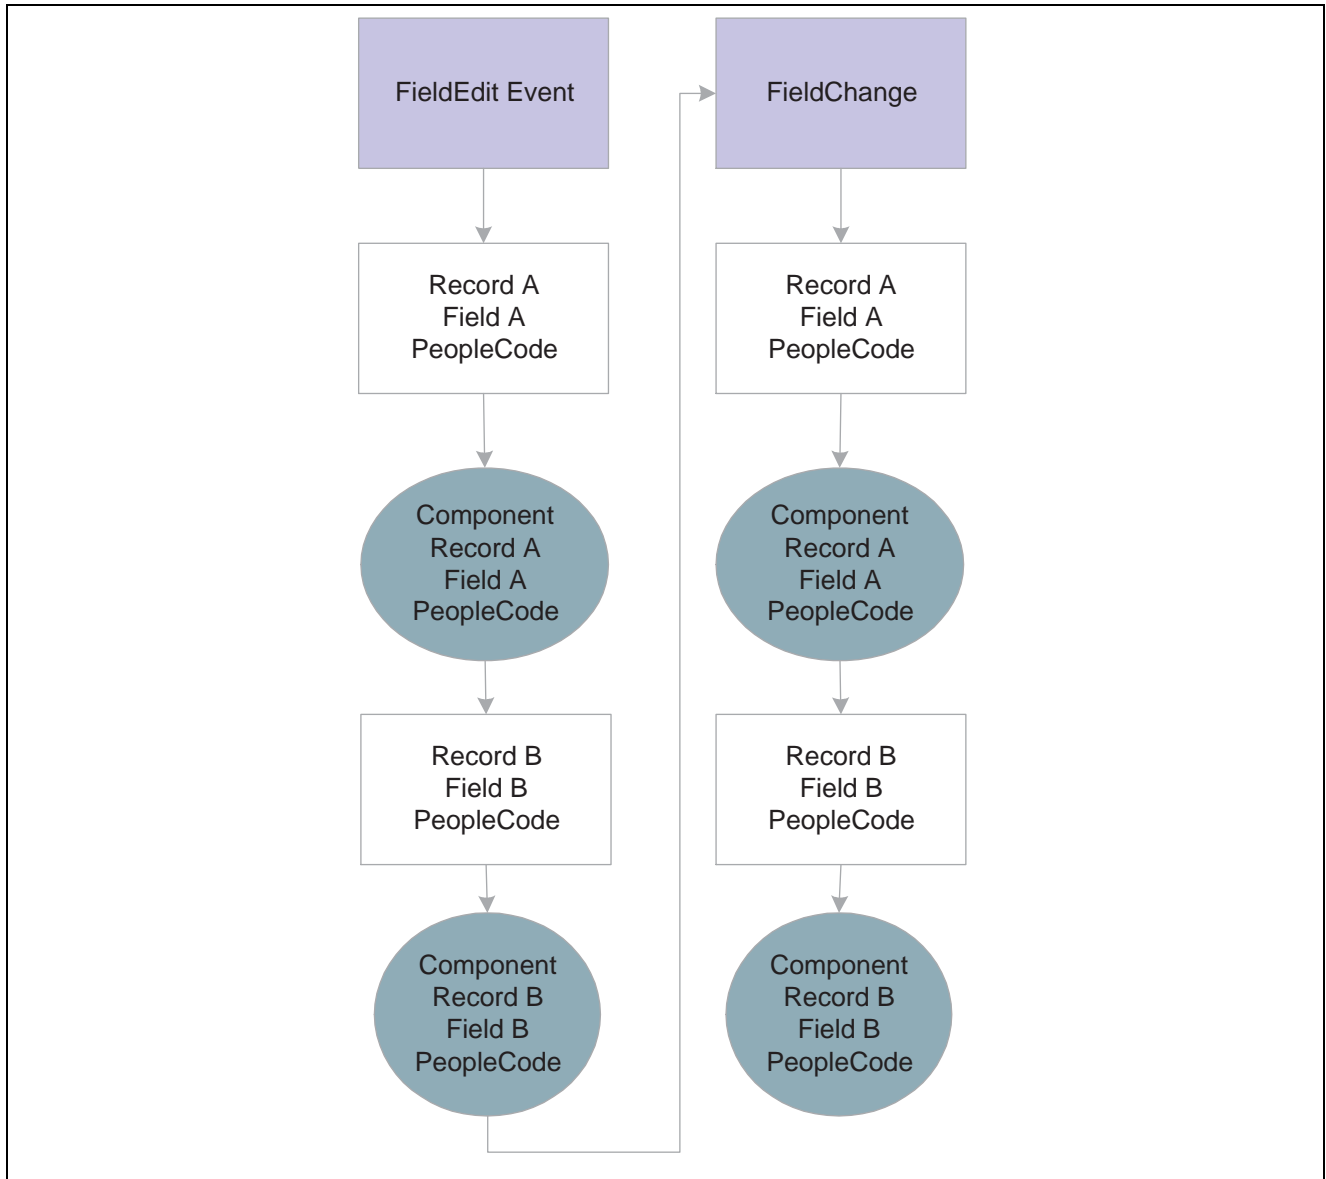 FieldEdit Event
Record A
Field A
PeopleCode
Component
Record A
Field A
PeopleCode
Record B
Field B
PeopleCode
Component
Record B
Field B
PeopleCode
FieldChange
Record A
Field A
PeopleCode
Component
Record A
Field A
PeopleCode
Record B
Field B
PeopleCode
Component
Record B
Field B
PeopleCode